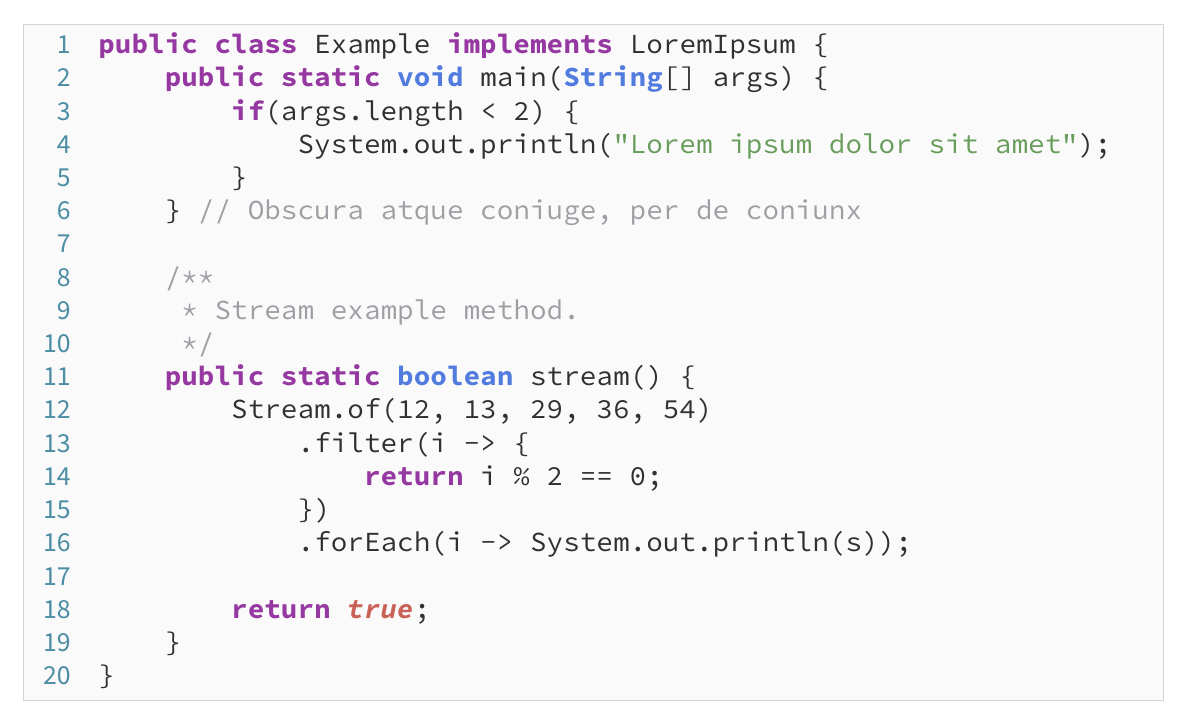 1 public class Example implements LoremIpsum {
2     public static void main(String[] args) {
3         if(args.length < 2) {
4             System.out.println("Lorem ipsum dolor sit amet");
5         }
6     } // Obscura atque coniuge, per de coniunx
7
8     /**
9      * Stream example method.
10      */
11     public static boolean stream() {
12         Stream.of(12, 13, 29, 36, 54)
13             .filter(i -> {
14                 return i % 2 == 0;
15             })
16             .forEach(i -> System.out.println(s));
17
18         return true;
19     }
20 }